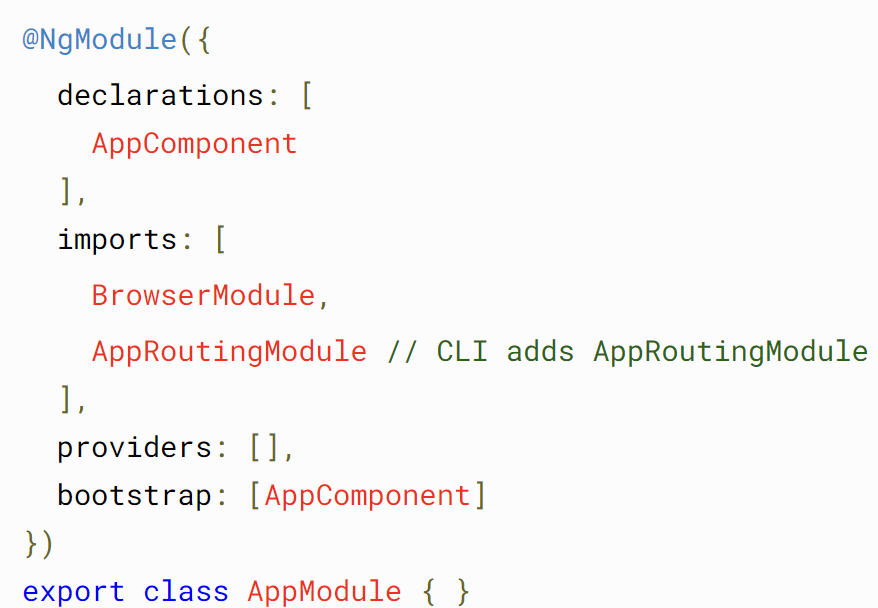 @NgModule({
  declarations: [
    AppComponent
  ],
  imports: [
    BrowserModule,
    AppRoutingModule // CLI adds AppRoutingModule
  ],
  providers: [],
  bootstrap: [AppComponent]
})
export class AppModule { }